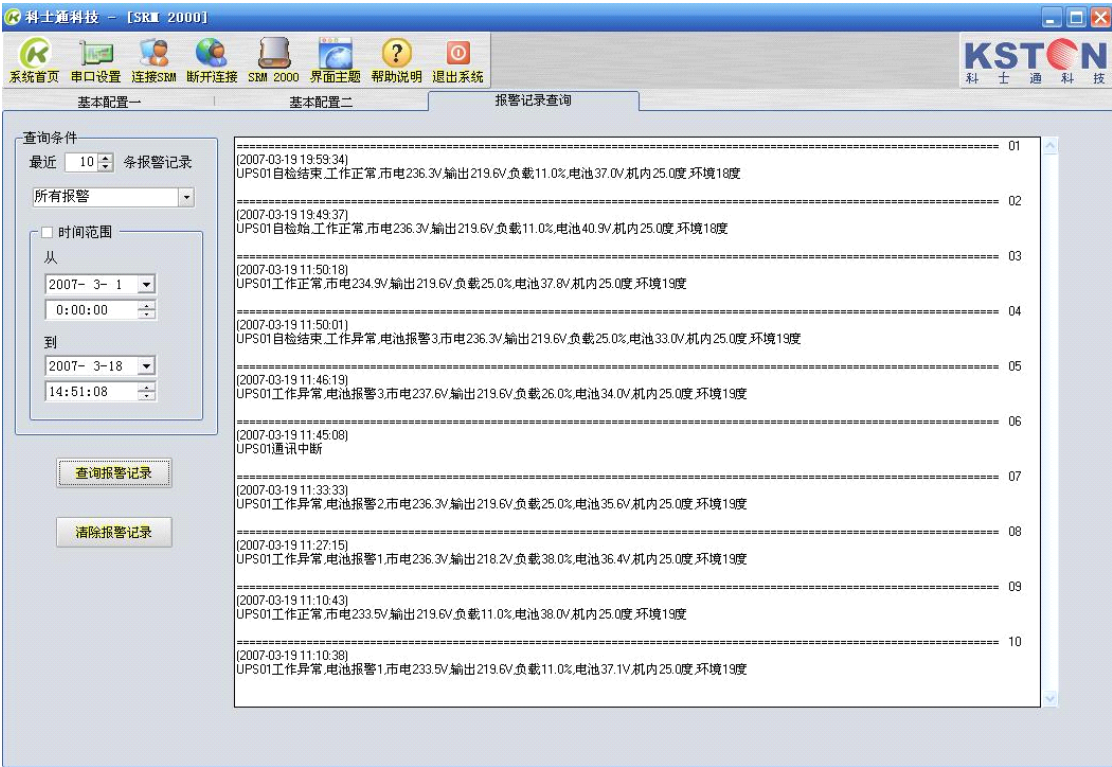 科士通科技 - [SRM 2000]
系统首页 串口设置 连接SRM 断开连接 SRM 2000 界面主题 帮助说明 退出系统
KSTON
科士通科技
基本配置一 基本配置二 报警记录查询
查询条件
最近 10 条报警记录
所有报警
时间范围
从
2007- 3- 1
0:00:00
到
2007- 3-18
14:51:08
查询报警记录
清除报警记录
01
(2007-03-19 19:59:34)
UPS01自检结束,工作正常,市电236.3V,输出219.6V,负载11.0%,电池37.0V,机内25.0度,环境18度
02
(2007-03-19 19:49:37)
UPS01自检始,工作正常,市电236.3V,输出219.6V,负载11.0%,电池40.9V,机内25.0度,环境18度
03
(2007-03-19 11:50:18)
UPS01工作正常,市电234.9V,输出219.6V,负载25.0%,电池37.8V,机内25.0度,环境19度
04
(2007-03-19 11:50:01)
UPS01自检结束,工作异常,电池报警3,市电236.3V,输出219.6V,负载25.0%,电池33.0V,机内25.0度,环境19度
05
(2007-03-19 11:46:19)
UPS01工作异常,电池报警3,市电237.6V,输出219.6V,负载26.0%,电池34.0V,机内25.0度,环境19度
06
(2007-03-19 11:45:08)
UPS01通讯中断
07
(2007-03-19 11:33:33)
UPS01工作异常,电池报警2,市电236.3V,输出219.6V,负载25.0%,电池35.6V,机内25.0度,环境19度
08
(2007-03-19 11:27:15)
UPS01工作异常,电池报警1,市电236.3V,输出218.2V,负载38.0%,电池36.4V,机内25.0度,环境19度
09
(2007-03-19 11:10:43)
UPS01工作正常,市电233.5V,输出219.6V,负载11.0%,电池38.0V,机内25.0度,环境19度
10
(2007-03-19 11:10:38)
UPS01工作异常,电池报警1,市电233.5V,输出219.6V,负载11.0%,电池37.1V,机内25.0度,环境19度